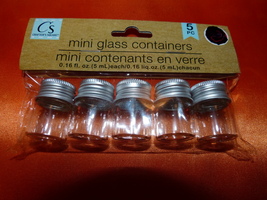 CS
5
PC
mini glass containers
mini contenants en verre
0.16 fl. oz (5 mL)each/0.16 liq. oz. (5 mL)chacun